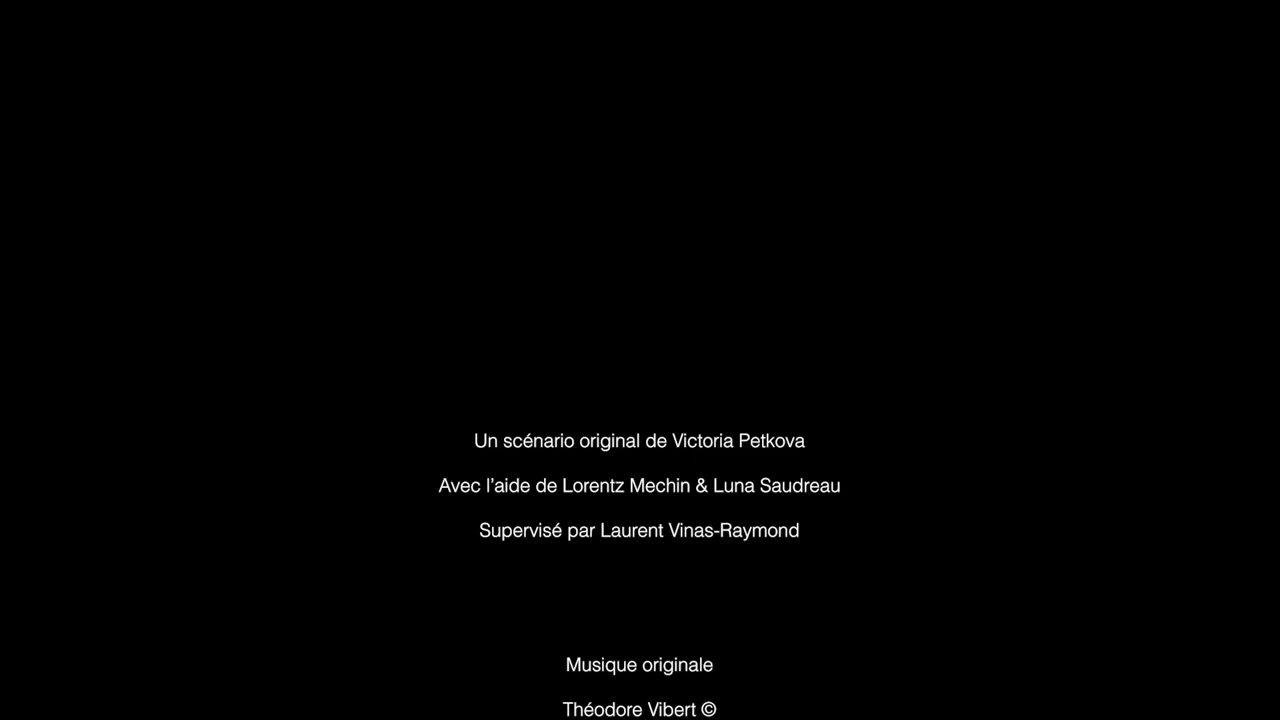 Un scénario original de Victoria Petkova
Avec l’aide de Lorentz Mechin & Luna Saudreau
Supervisé par Laurent Vinas-Raymond
Musique originale
Théodore Vibert ©